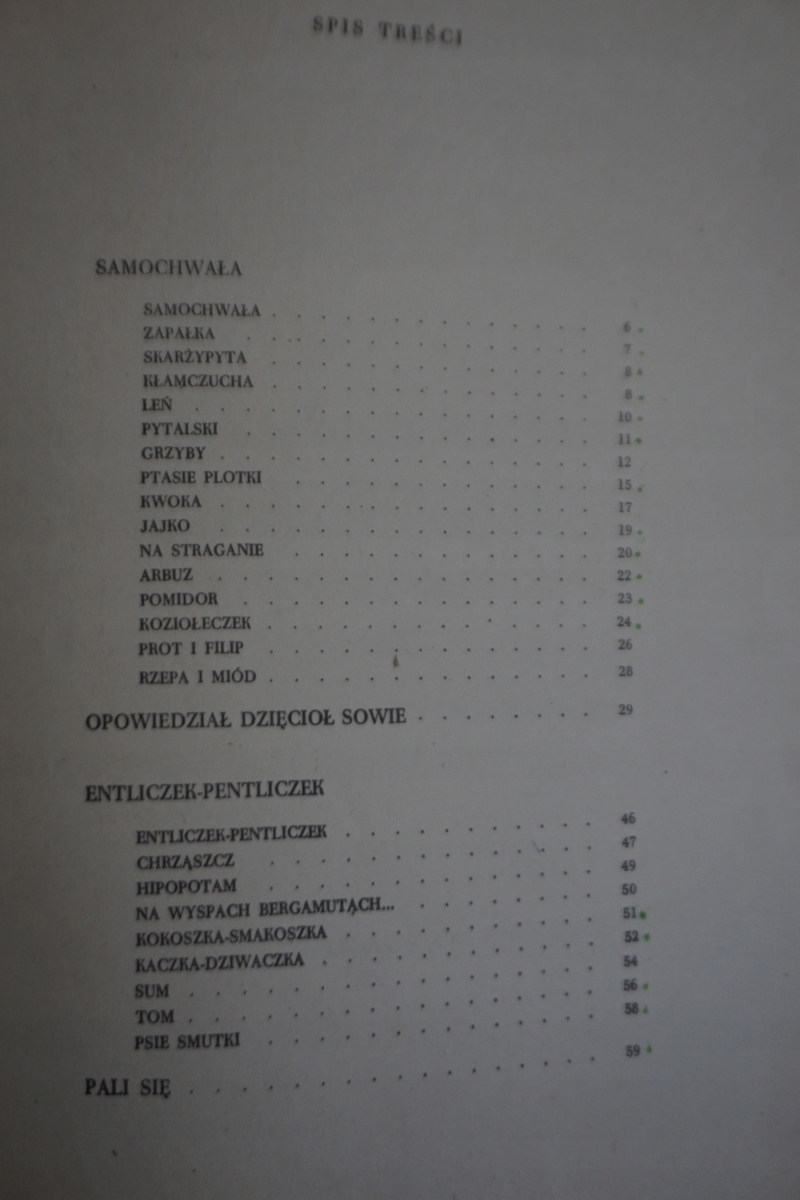 SPIS TREŚCI
SAMOCHWAŁA
SAMOCHWAŁA . . . . . . . . . . . . . 6
ZAPAŁKA . . . . . . . . . . . . . . 7
SKARŻYPYTA . . . . . . . . . . . . . 8
KŁAMCZUCHA . . . . . . . . . . . . . 8
LEŃ . . . . . . . . . . . . . . . . 10
PYTALSKI . . . . . . . . . . . . . . 11
GRZYBY . . . . . . . . . . . . . . . 12
PTASIE PLOTKI . . . . . . . . . . . . 15
KWOKA . . . . . . . . . . . . . . . 17
JAJKO . . . . . . . . . . . . . . . 19
NA STRAGANIE . . . . . . . . . . . . 20
ARBUZ . . . . . . . . . . . . . . . 22
POMIDOR . . . . . . . . . . . . . . 23
KOZIOŁECZEK . . . . . . . . . . . . . 24
PROT I FILIP . . . . . . . . . . . . . 26
RZEPA I MIÓD . . . . . . . . . . . . . 28
OPOWIEDZIAŁ DZIĘCIOŁ SOWIE . . . . . . . . 29
ENTLICZEK-PENTLICZEK
ENTLICZEK-PENTLICZEK . . . . . . . . . . 46
CHRZĄSZCZ . . . . . . . . . . . . . 47
HIPOPOTAM . . . . . . . . . . . . . 49
NA WYSPACH BERGAMUTACH... . . . . . . . . 50
KOKOSZKA-SMAKOSZKA . . . . . . . . . . 51
KACZKA-DZIWACZKA . . . . . . . . . . . 52
SUM . . . . . . . . . . . . . . . . 54
TOM . . . . . . . . . . . . . . . . 56
PSIE SMUTKI . . . . . . . . . . . . . 58
PALI SIĘ . . . . . . . . . . . . . . . . 59